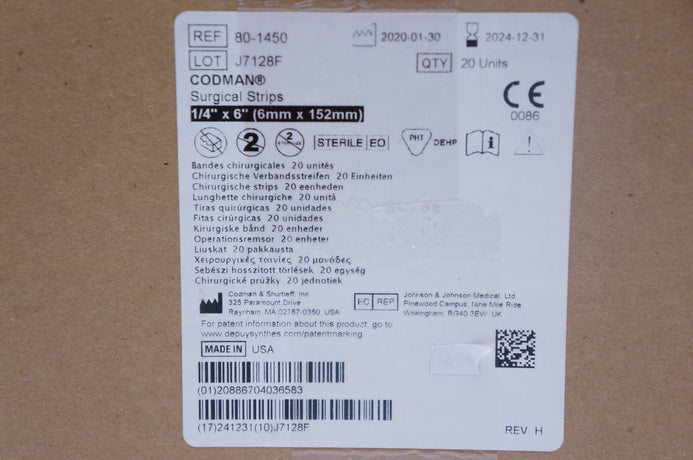 REF 80-1450 2020-01-30 2024-12-31
LOT J7128F QTY 20 Units
CODMAN®
Surgical Strips
1/4" x 6" (6mm x 152mm)
CE
0086
2 2 STERILE EO PHT DEHP i
Bandes chirurgicales 20 unités
Chirurgische Verbandsstreifen 20 Einheiten
Chirurgische strips 20 eenheden
Lunghette chirurgiche 20 unità
Tiras quirúrgicas 20 unidades
Fitas cirúrgicas 20 unidades
Kirurgiske bånd 20 enheder
Operationsremsor 20 enheter
Liuskat 20 pakkausta
Χειρουργικές ταινίες 20 μονάδες
Sebészi hosszított törlések 20 egység
Chirurgické prúžky 20 jednotiek
Codman & Shurtleff, Inc
325 Paramount Drive
Raynham, MA 02767-0350, USA
EC REP
Johnson & Johnson Medical, Ltd
Pinewood Campus, Nine Mile Ride
Wokingham, RG40 3EW, UK
For patent information about this product, go to
www.depuysynthes.com/patentmarking
MADE IN USA
(01)20886704036583
(17)241231(10)J7128F
REV. H